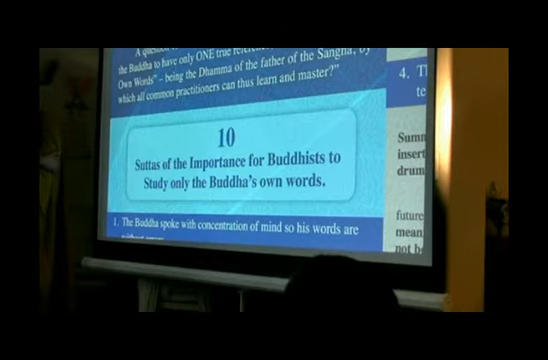 A question
the Buddha to have only ONE true
Own Words" – being the Dhamma of the father of the Sangha, by
which all common practitioners can thus learn and master?"
10
Suttas of the Importance for Buddhists to
Study only the Buddha's own words.
1. The Buddha spoke with concentration of mind so his words are
4.
insert
drum
future
mean
not